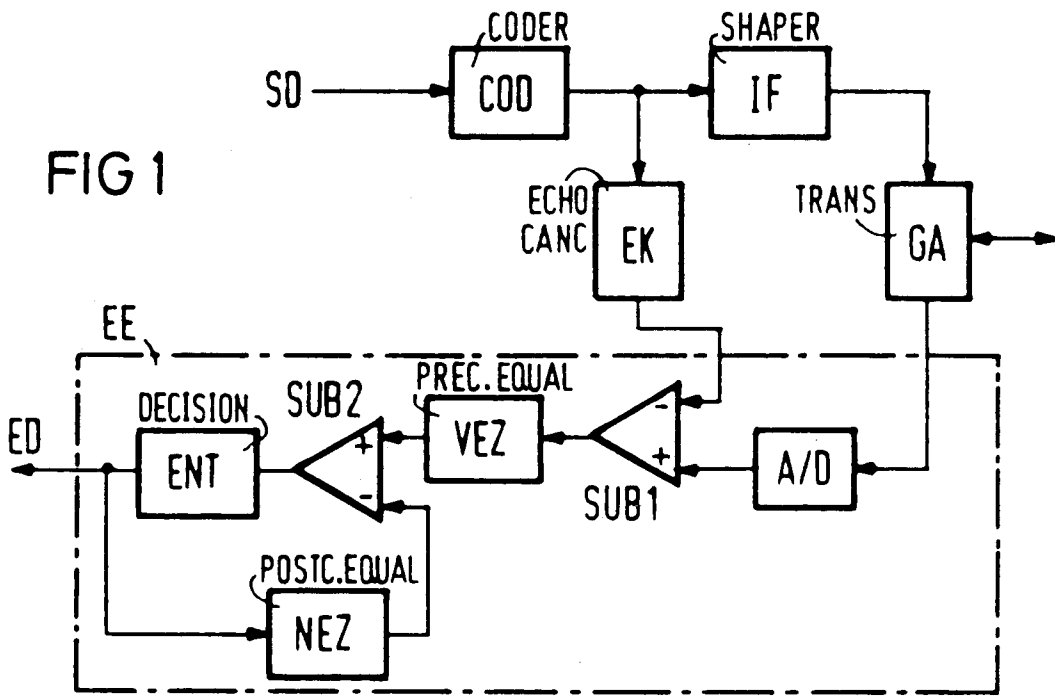 CODER
SHAPER
SD
COD
IF
FIG 1
ECHO
CANC
EK
TRANS
GA
EE
PREC. EQUAL
DECISION
SUB2
ED
ENT
+
-
VEZ
-
+
SUB1
A/D
POSTC.EQUAL
NEZ